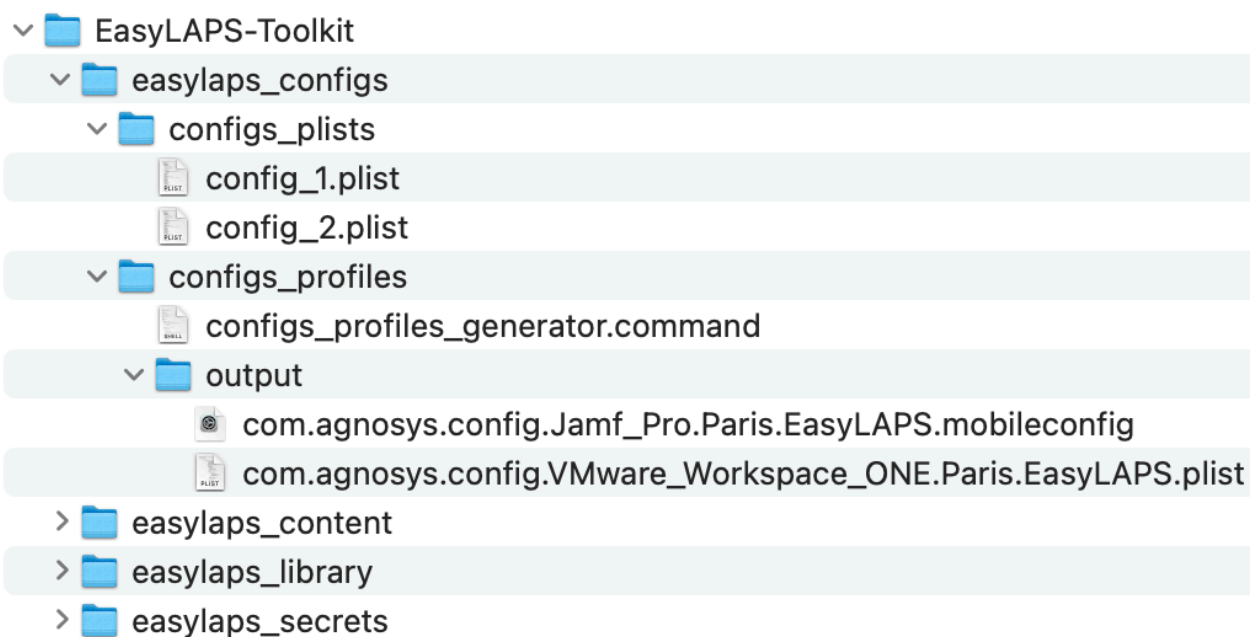 EasyLAPS-Toolkit
easylaps_configs
configs_plists
config_1.plist
config_2.plist
configs_profiles
configs_profiles_generator.command
output
com.agnosys.config.Jamf_Pro.Paris.EasyLAPS.mobileconfig
com.agnosys.config.VMware_Workspace_ONE.Paris.EasyLAPS.plist
easylaps_content
easylaps_library
easylaps_secrets